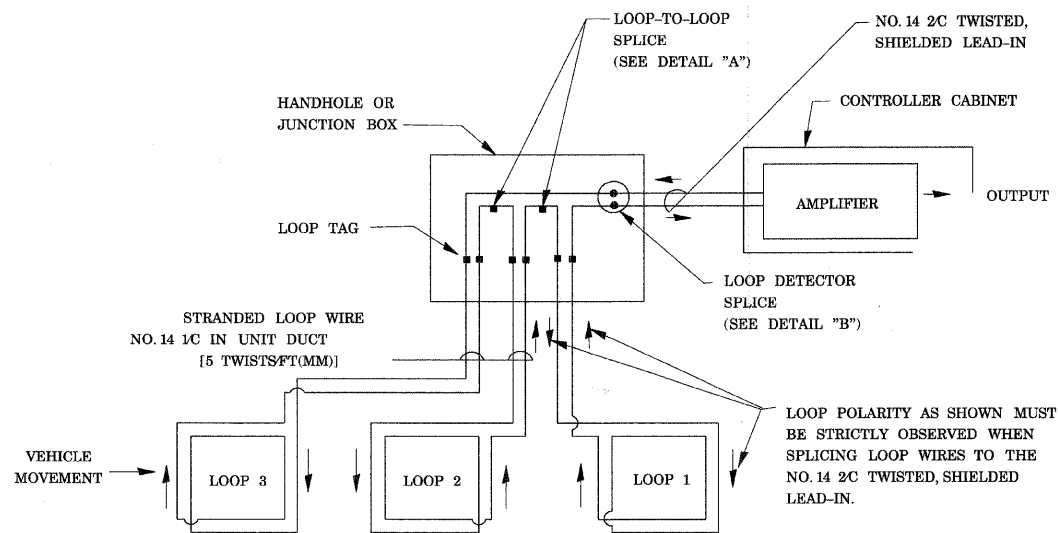 LOOP-TO-LOOP
SPLICE
(SEE DETAIL "A")
NO. 14 2/C TWISTED,
SHIELDED LEAD-IN
HANDHOLE OR
JUNCTION BOX
CONTROLLER CABINET
AMPLIFIER
OUTPUT
LOOP TAG
LOOP DETECTOR
SPLICE
(SEE DETAIL "B")
STRANDED LOOP WIRE
NO. 14 1/C IN UNIT DUCT
[5 TWISTS/FT(MM)]
LOOP POLARITY AS SHOWN MUST
BE STRICTLY OBSERVED WHEN
SPLICING LOOP WIRES TO THE
NO. 14 2/C TWISTED, SHIELDED
LEAD-IN.
VEHICLE
MOVEMENT
LOOP 3
LOOP 2
LOOP 1